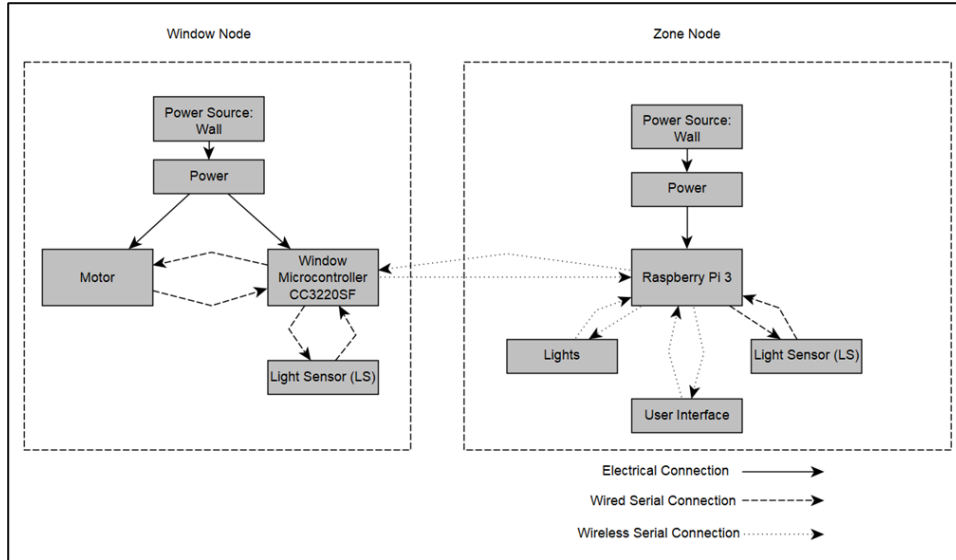 Window Node
Zone Node
Power Source:
Wall
Power
Motor
Window
Microcontroller
CC3220SF
Light Sensor (LS)
Power Source:
Wall
Power
Raspberry Pi 3
Lights
Light Sensor (LS)
User Interface
Electrical Connection
Wired Serial Connection
Wireless Serial Connection